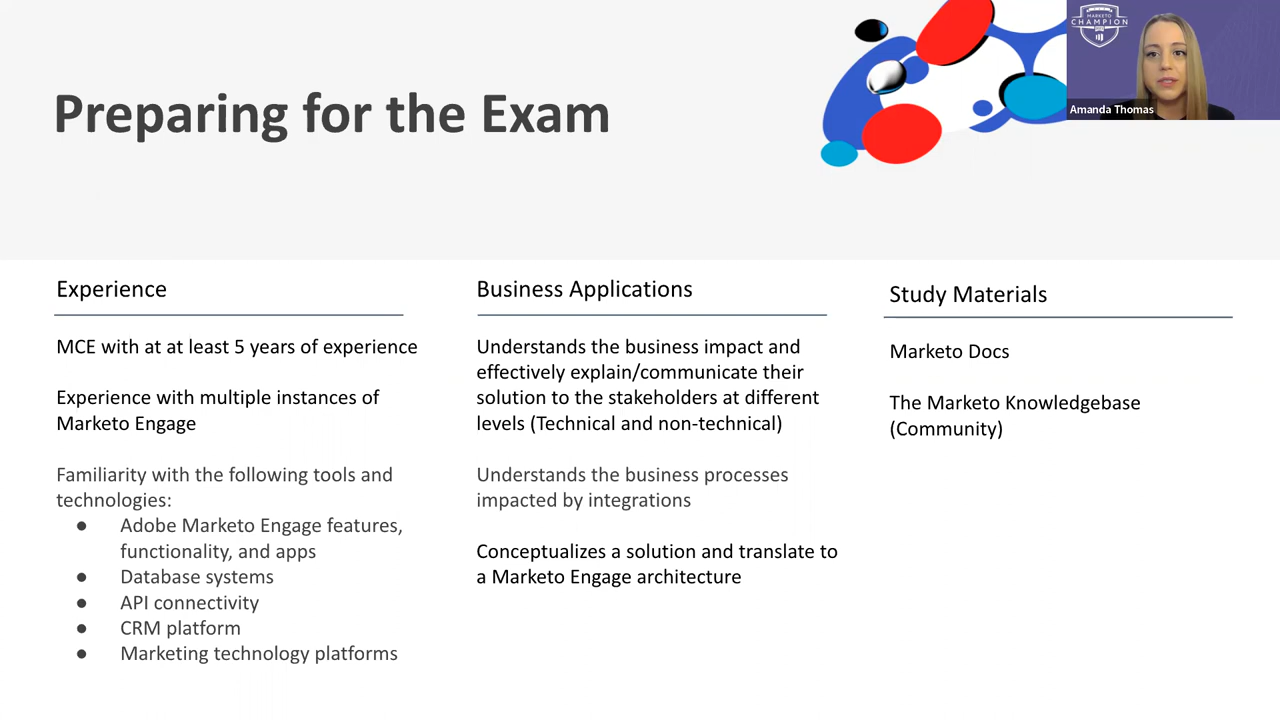 MARKETO
CHAMPION
Amanda Thomas
Preparing for the Exam
Experience
MCE with at at least 5 years of experience
Experience with multiple instances of
Marketo Engage
Familiarity with the following tools and
technologies:
● Adobe Marketo Engage features,
functionality, and apps
● Database systems
● API connectivity
● CRM platform
● Marketing technology platforms
Business Applications
Understands the business impact and
effectively explain/communicate their
solution to the stakeholders at different
levels (Technical and non-technical)
Understands the business processes
impacted by integrations
Conceptualizes a solution and translate to
a Marketo Engage architecture
Study Materials
Marketo Docs
The Marketo Knowledgebase
(Community)